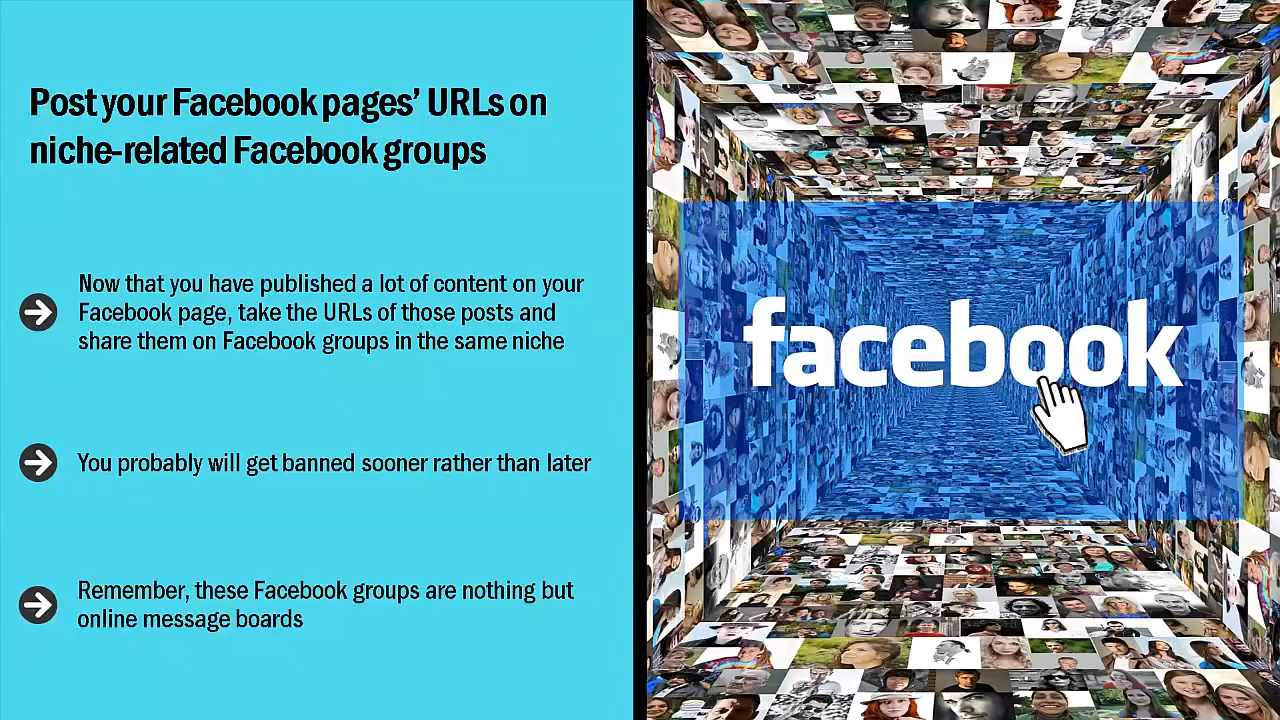 Post your Facebook pages’ URLs on
niche-related Facebook groups
Now that you have published a lot of content on your
Facebook page, take the URLs of those posts and
share them on Facebook groups in the same niche
You probably will get banned sooner rather than later
Remember, these Facebook groups are nothing but
online message boards
facebook